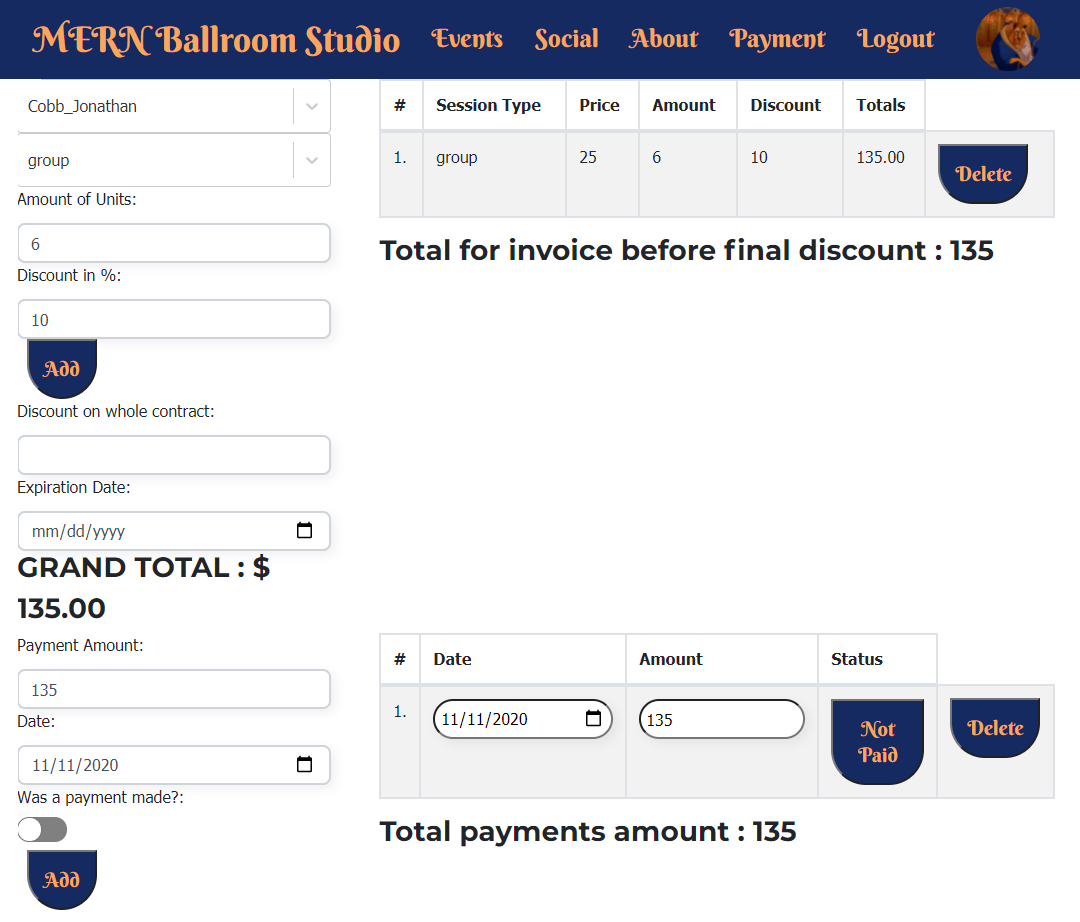 MERN Ballroom Studio Events Social About Payment Logout
Cobb_Jonathan
group
Amount of Units:
6
Discount in %:
10
Add
Discount on whole contract:
Expiration Date:
mm/dd/yyyy
GRAND TOTAL : $
135.00
Payment Amount:
135
Date:
11/11/2020
Was a payment made?:
Add
# Session Type Price Amount Discount Totals
1. group 25 6 10 135.00 Delete
Total for invoice before final discount : 135
# Date Amount Status
1. 11/11/2020 135 Not Paid Delete
Total payments amount : 135